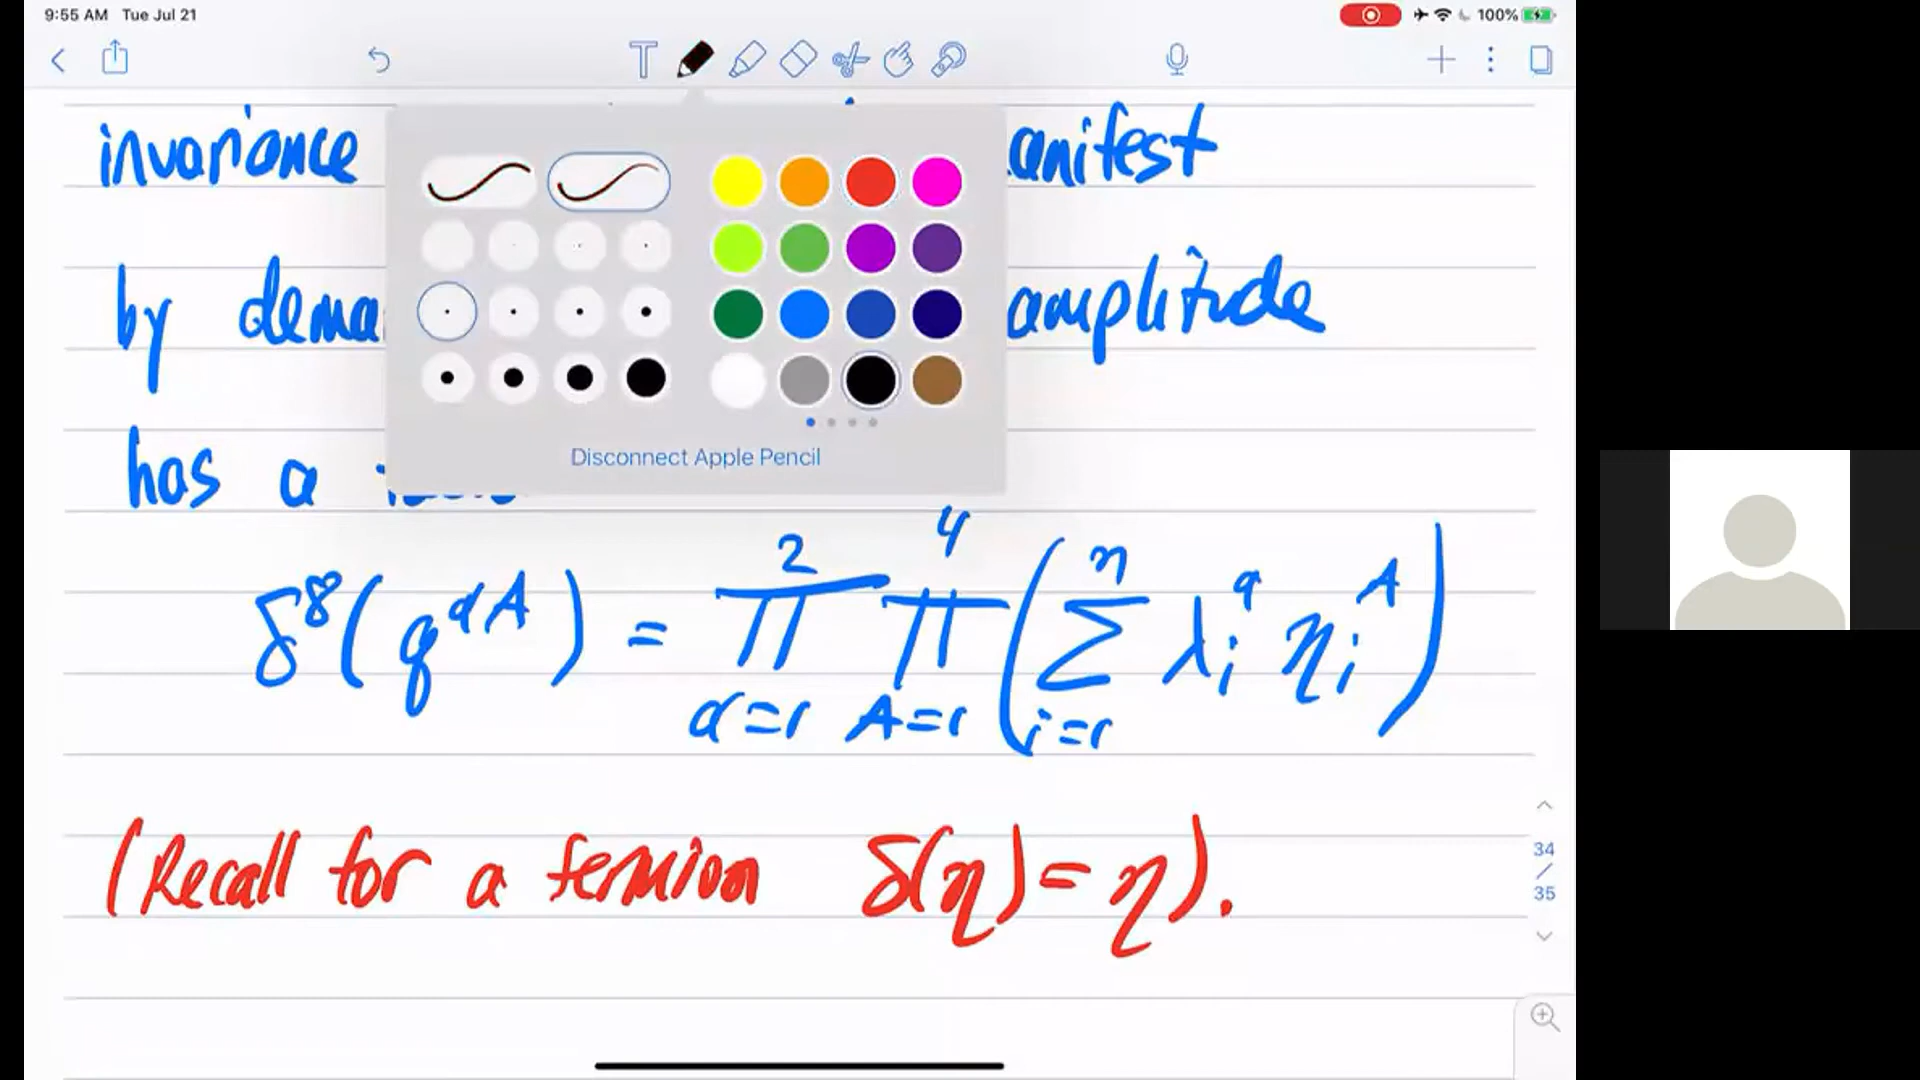 9:55 AM Tue Jul 21
100%
T
invariance anifest
by dema amplitude
has a
Disconnect Apple Pencil
δ⁸(q^{αA}) = ∏_{α=1}^{2} ∏_{A=1}^{4} (∑_{i=1}^{n} λ_i^α η_i^A)
(Recall for a fermion δ(η) = η).
34
/
35